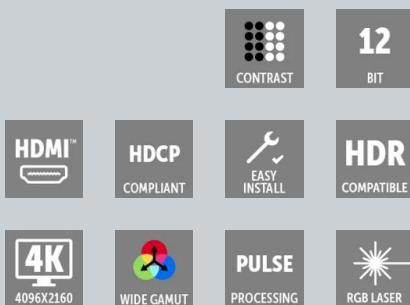 CONTRAST
12
BIT
HDMI™
HDCP
COMPLIANT
EASY
INSTALL
HDR
COMPATIBLE
4K
4096X2160
WIDE GAMUT
PULSE
PROCESSING
RGB LASER